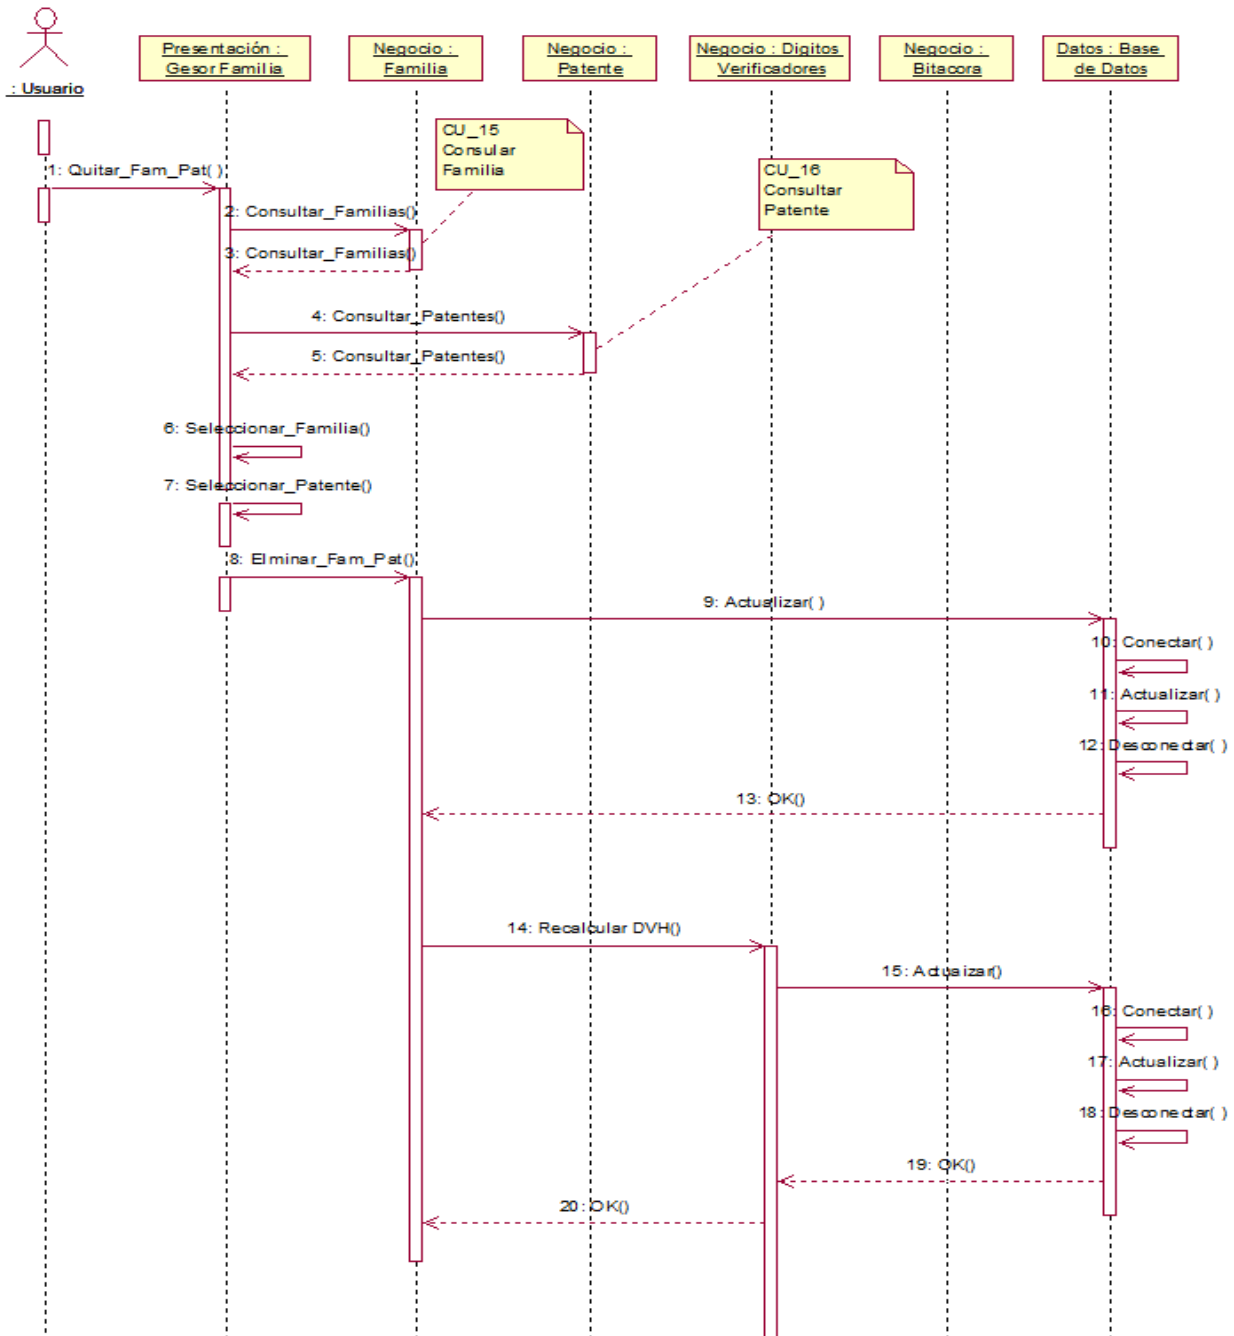 Presentación :
Gesor Familia
Negocio :
Familia
Negocio :
Patente
Negocio : Digitos
Verificadores
Negocio :
Bitacora
Datos : Base
de Datos
: Usuario
CU_15
Consular
Familia
CU_16
Consultar
Patente
1: Quitar_Fam_Pat( )
2: Consultar_Familias()
3: Consultar_Familias()
4: Consultar_Patentes()
5: Consultar_Patentes()
6: Seleccionar_Familia()
7: Seleccionar_Patente()
8: Elminar_Fam_Pat()
9: Actualizar( )
10: Conectar( )
11: Actualizar( )
12: Desconectar( )
13: OK()
14: Recalcular DVH()
15: Actuaizar()
16: Conectar( )
17: Actualizar( )
18: Desconectar( )
19: OK()
20: OK()